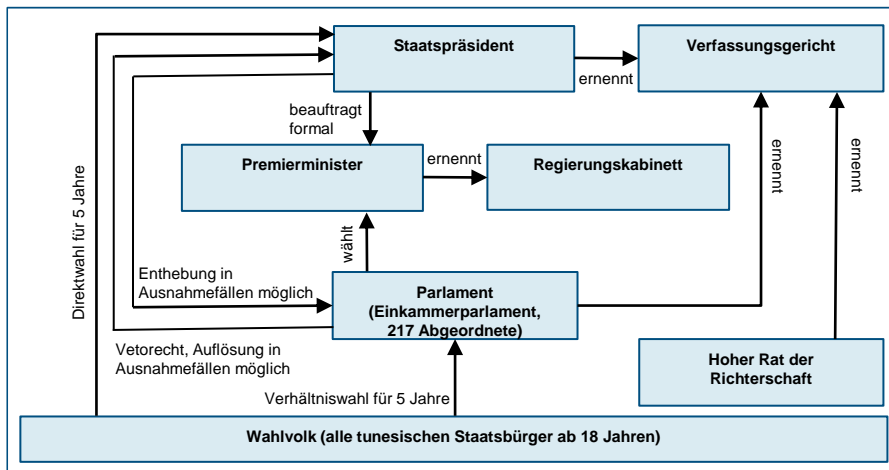 Staatspräsident
Verfassungsgericht
ernennt
beauftragt
formal
Premierminister
ernennt
Regierungskabinett
ernennt
ernennt
Direktwahl für 5 Jahre
wählt
Enthebung in
Ausnahmefällen möglich
Parlament
(Einkammerparlament,
217 Abgeordnete)
Vetorecht, Auflösung in
Ausnahmefällen möglich
Hoher Rat der
Richterschaft
Verhältniswahl für 5 Jahre
Wahlvolk (alle tunesischen Staatsbürger ab 18 Jahren)